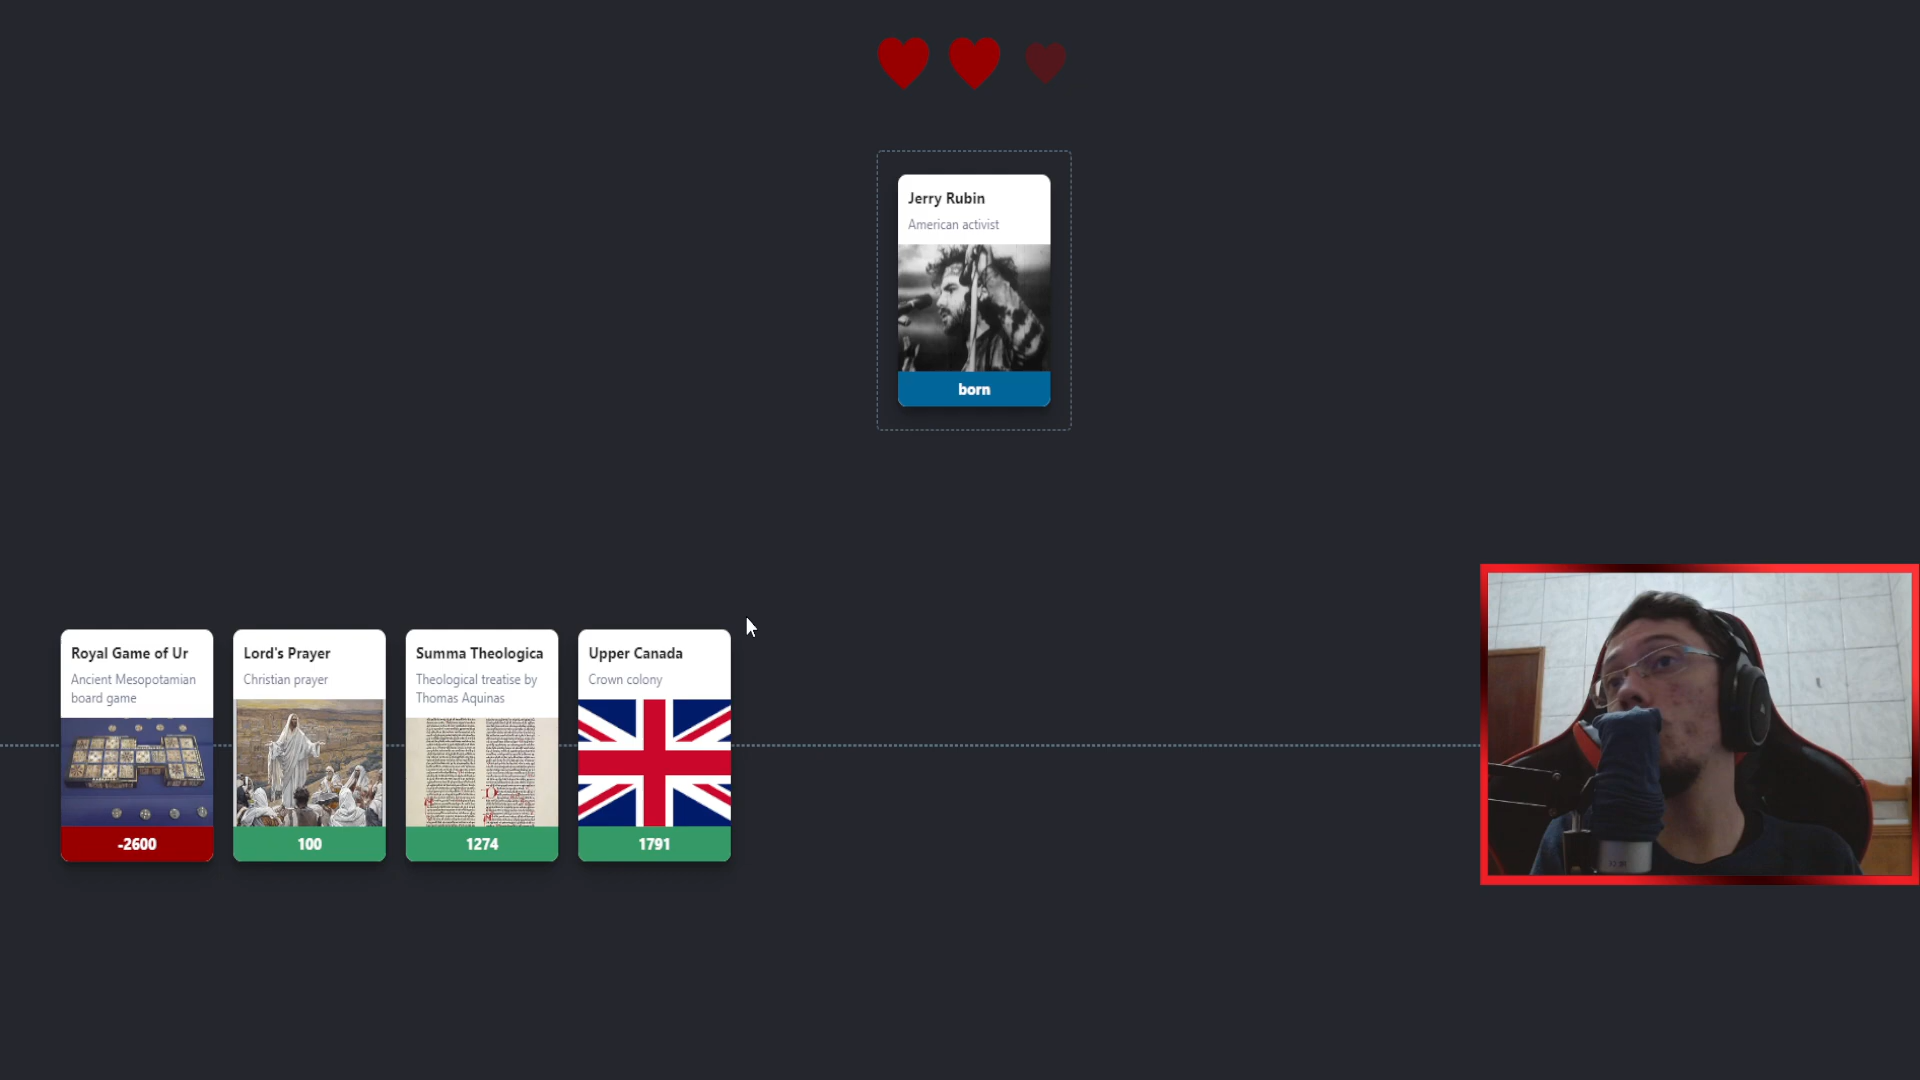 Jerry Rubin
American activist
born
Royal Game of Ur
Ancient Mesopotamian
board game
-2600
Lord's Prayer
Christian prayer
100
Summa Theologica
Theological treatise by
Thomas Aquinas
1274
Upper Canada
Crown colony
1791